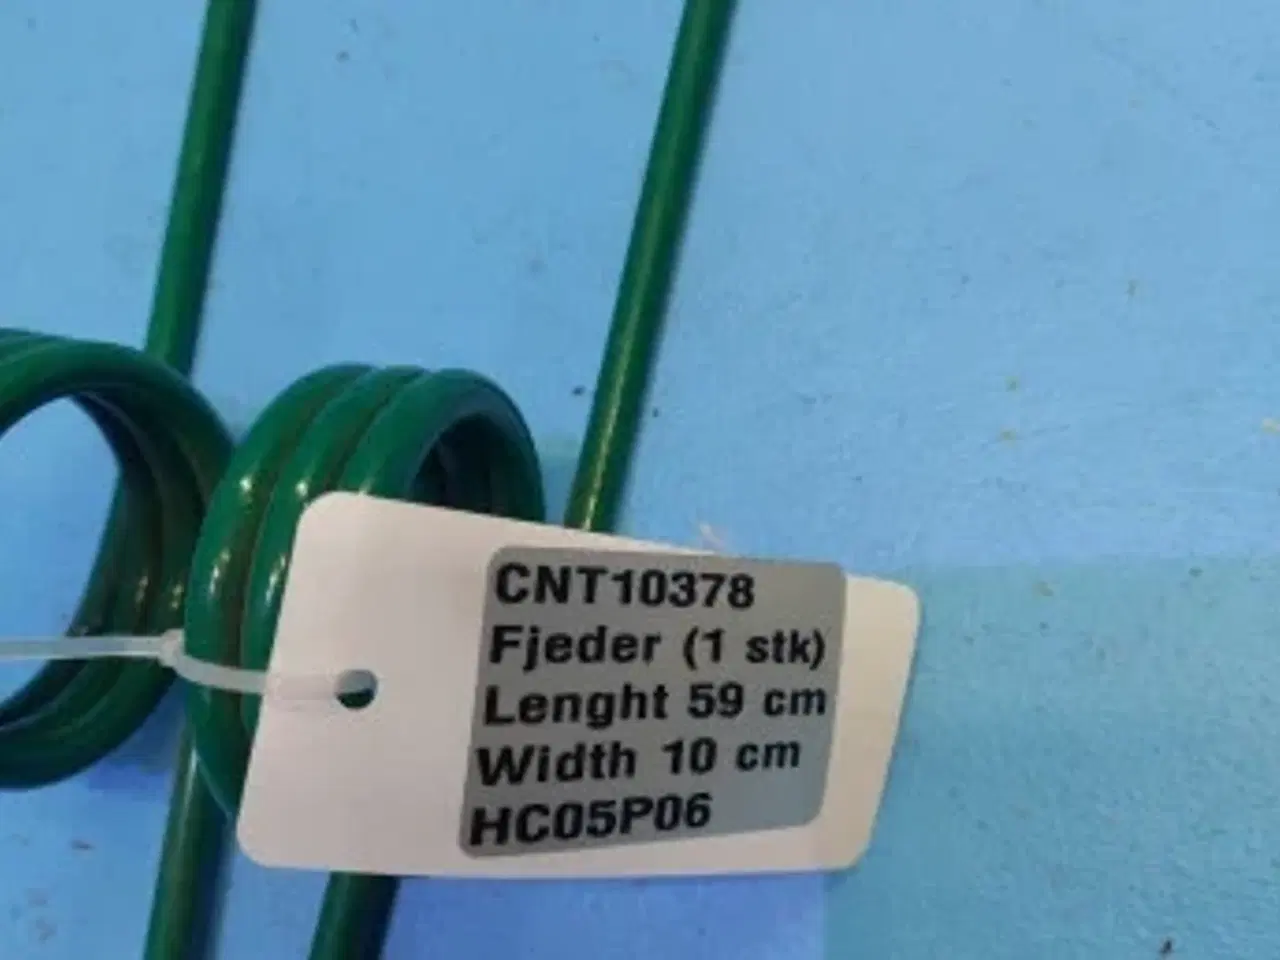 CNT10378
Fjeder (1 stk)
Lenght 59 cm
Width 10 cm
HC05P06